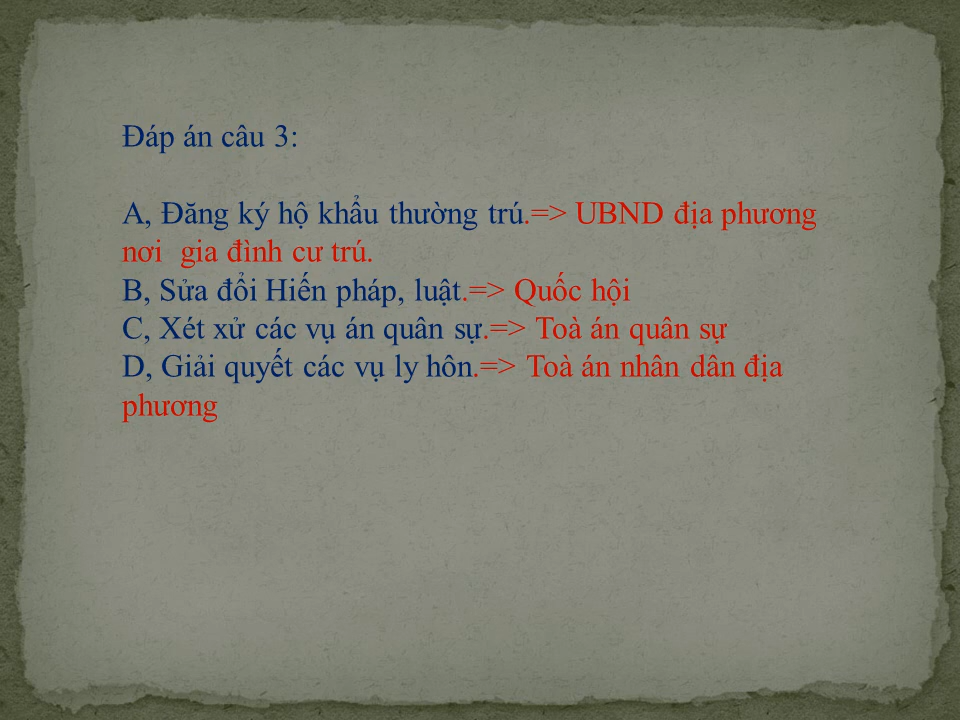 Đáp án câu 3:
A, Đăng ký hộ khẩu thường trú.=> UBND địa phương
nơi  gia đình cư trú.
B, Sửa đổi Hiến pháp, luật.=> Quốc hội
C, Xét xử các vụ án quân sự.=> Toà án quân sự
D, Giải quyết các vụ ly hôn.=> Toà án nhân dân địa
phương